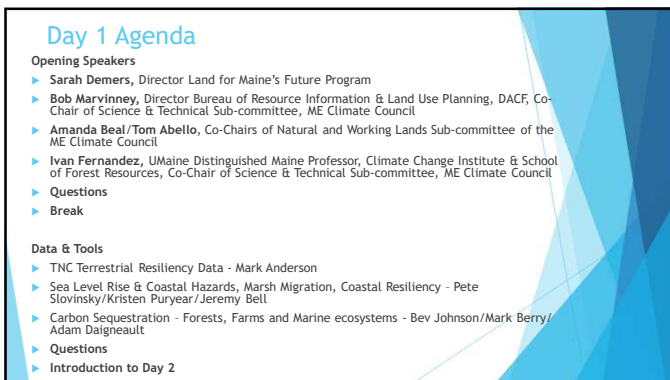 Day 1 Agenda
Opening Speakers
Sarah Demers, Director Land for Maine's Future Program
Bob Marvinney, Director Bureau of Resource Information & Land Use Planning, DACF, Co-
Chair of Science & Technical Sub-committee, ME Climate Council
Amanda Beal/Tom Abello, Co-Chairs of Natural and Working Lands Sub-committee of the
ME Climate Council
Ivan Fernandez, UMaine Distinguished Maine Professor, Climate Change Institute & School
of Forest Resources, Co-Chair of Science & Technical Sub-committee, ME Climate Council
Questions
Break
Data & Tools
TNC Terrestrial Resiliency Data - Mark Anderson
Sea Level Rise & Coastal Hazards, Marsh Migration, Coastal Resiliency – Pete
Slovinsky/Kristen Puryear/Jeremy Bell
Carbon Sequestration – Forests, Farms and Marine ecosystems - Bev Johnson/Mark Berry/
Adam Daigneault
Questions
Introduction to Day 2